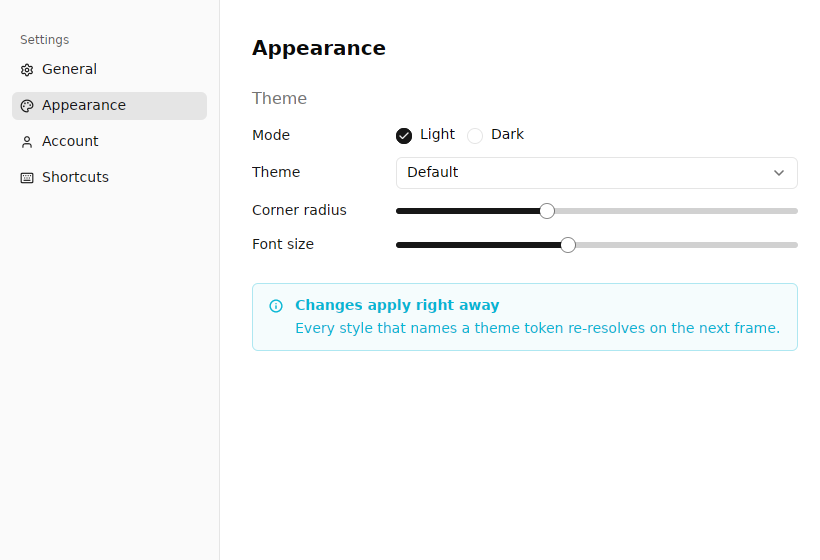 Settings
General
Appearance
Account
Shortcuts
Appearance
Theme
Mode
Light
Dark
Theme
Default
Corner radius
Font size
Changes apply right away
Every style that names a theme token re-resolves on the next frame.